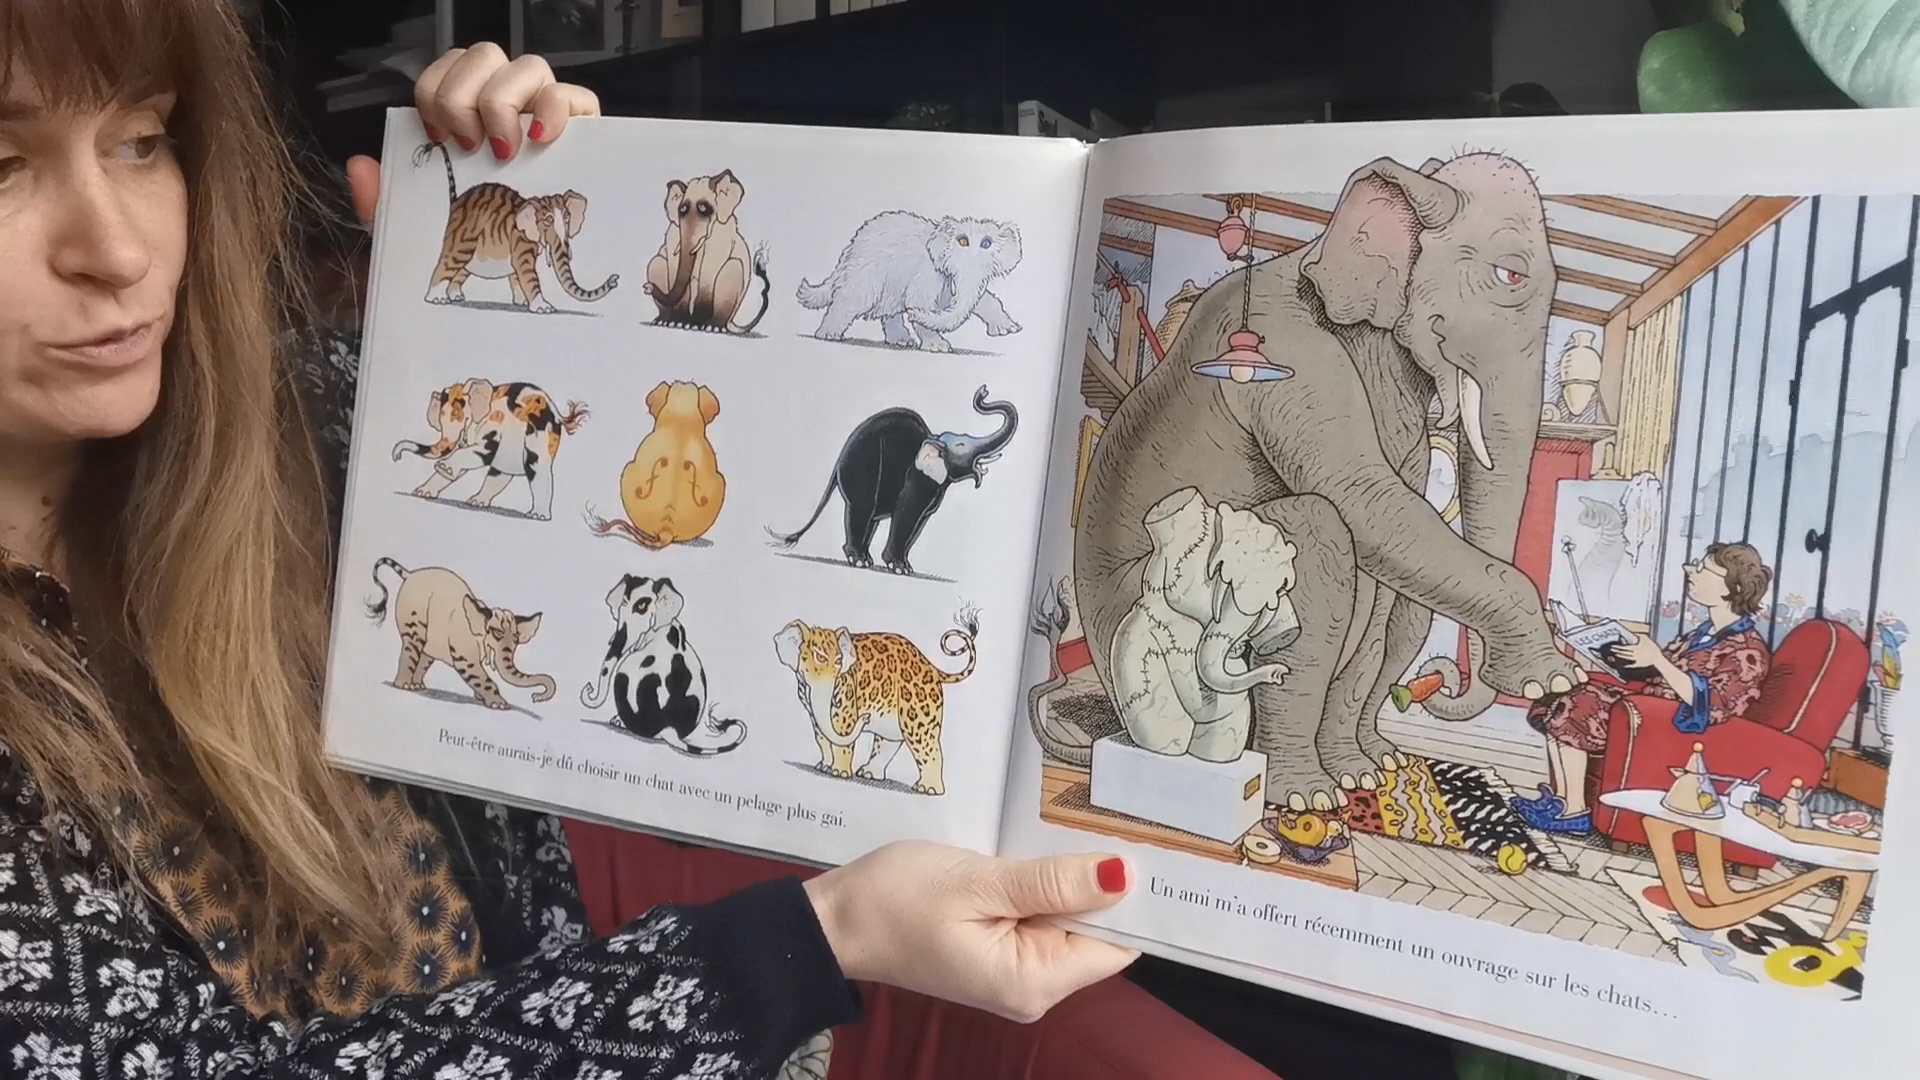 Peut-être aurais-je dû choisir un chat avec un pelage plus gai.
LES CHATS
Un ami m'a offert récemment un ouvrage sur les chats...